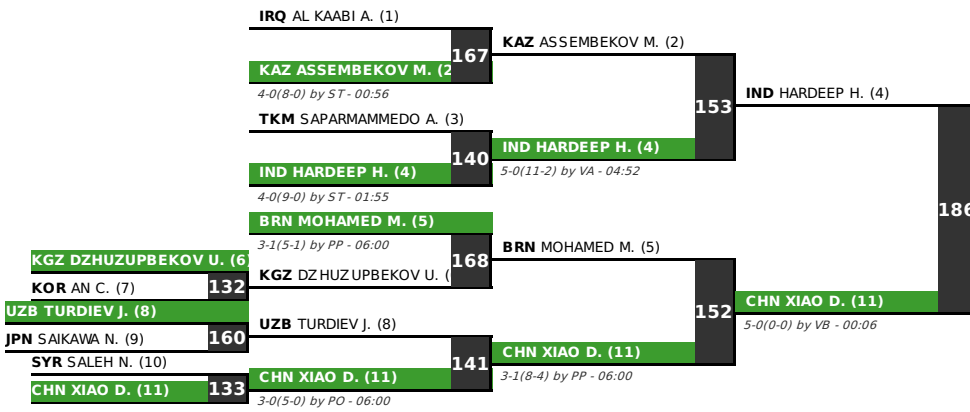 IRQ AL KAABI A. (1)
167
KAZ ASSEMBEKOV M. (2
4-0(8-0) by ST - 00:56
KAZ ASSEMBEKOV M. (2)
153
TKM SAPARMAMMEDO A. (3)
140
IND HARDEEP H. (4)
4-0(9-0) by ST - 01:55
IND HARDEEP H. (4)
5-0(11-2) by VA - 04:52
IND HARDEEP H. (4)
186
BRN MOHAMED M. (5)
3-1(5-1) by PP - 06:00
168
KGZ DZHUZUPBEKOV U. (
KGZ DZHUZUPBEKOV U. (6)
132
KOR AN C. (7)
BRN MOHAMED M. (5)
152
UZB TURDIEV J. (8)
160
JPN SAIKAWA N. (9)
UZB TURDIEV J. (8)
141
SYR SALEH N. (10)
133
CHN XIAO D. (11)
CHN XIAO D. (11)
3-0(5-0) by PO - 06:00
CHN XIAO D. (11)
3-1(8-4) by PP - 06:00
CHN XIAO D. (11)
5-0(0-0) by VB - 00:06